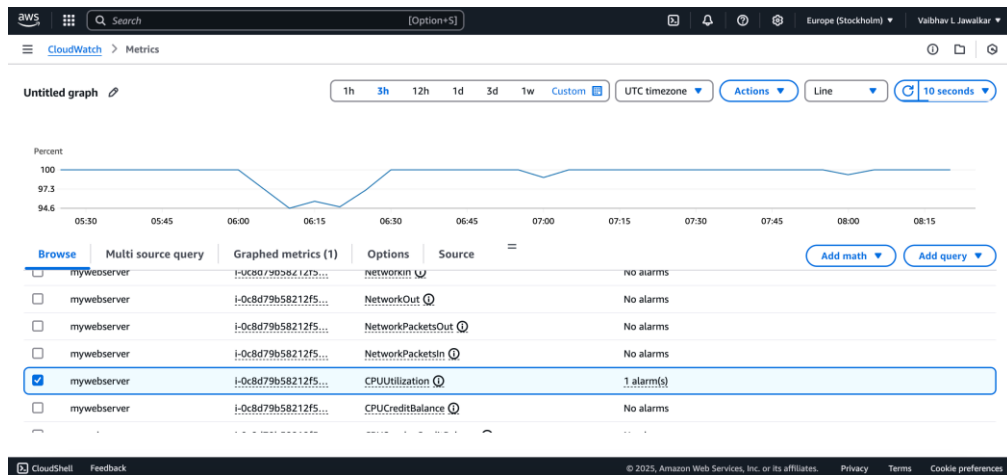 aws Search [Option+S] Europe (Stockholm) Vaibhav L Jawalkar
CloudWatch > Metrics
Untitled graph 1h 3h 12h 1d 3d 1w Custom UTC timezone Actions Line 10 seconds
Percent
100
97.3
94.6
05:30 05:45 06:00 06:15 06:30 06:45 07:00 07:15 07:30 07:45 08:00 08:15
Browse Multi source query Graphed metrics (1) Options Source Add math Add query
mywebserver i-0c8d79b58212f5... NetworkIn No alarms
mywebserver i-0c8d79b58212f5... NetworkOut No alarms
mywebserver i-0c8d79b58212f5... NetworkPacketsOut No alarms
mywebserver i-0c8d79b58212f5... NetworkPacketsIn No alarms
mywebserver i-0c8d79b58212f5... CPUUtilization 1 alarm(s)
mywebserver i-0c8d79b58212f5... CPUCreditBalance No alarms
CloudShell Feedback © 2025, Amazon Web Services, Inc. or its affiliates. Privacy Terms Cookie preferences